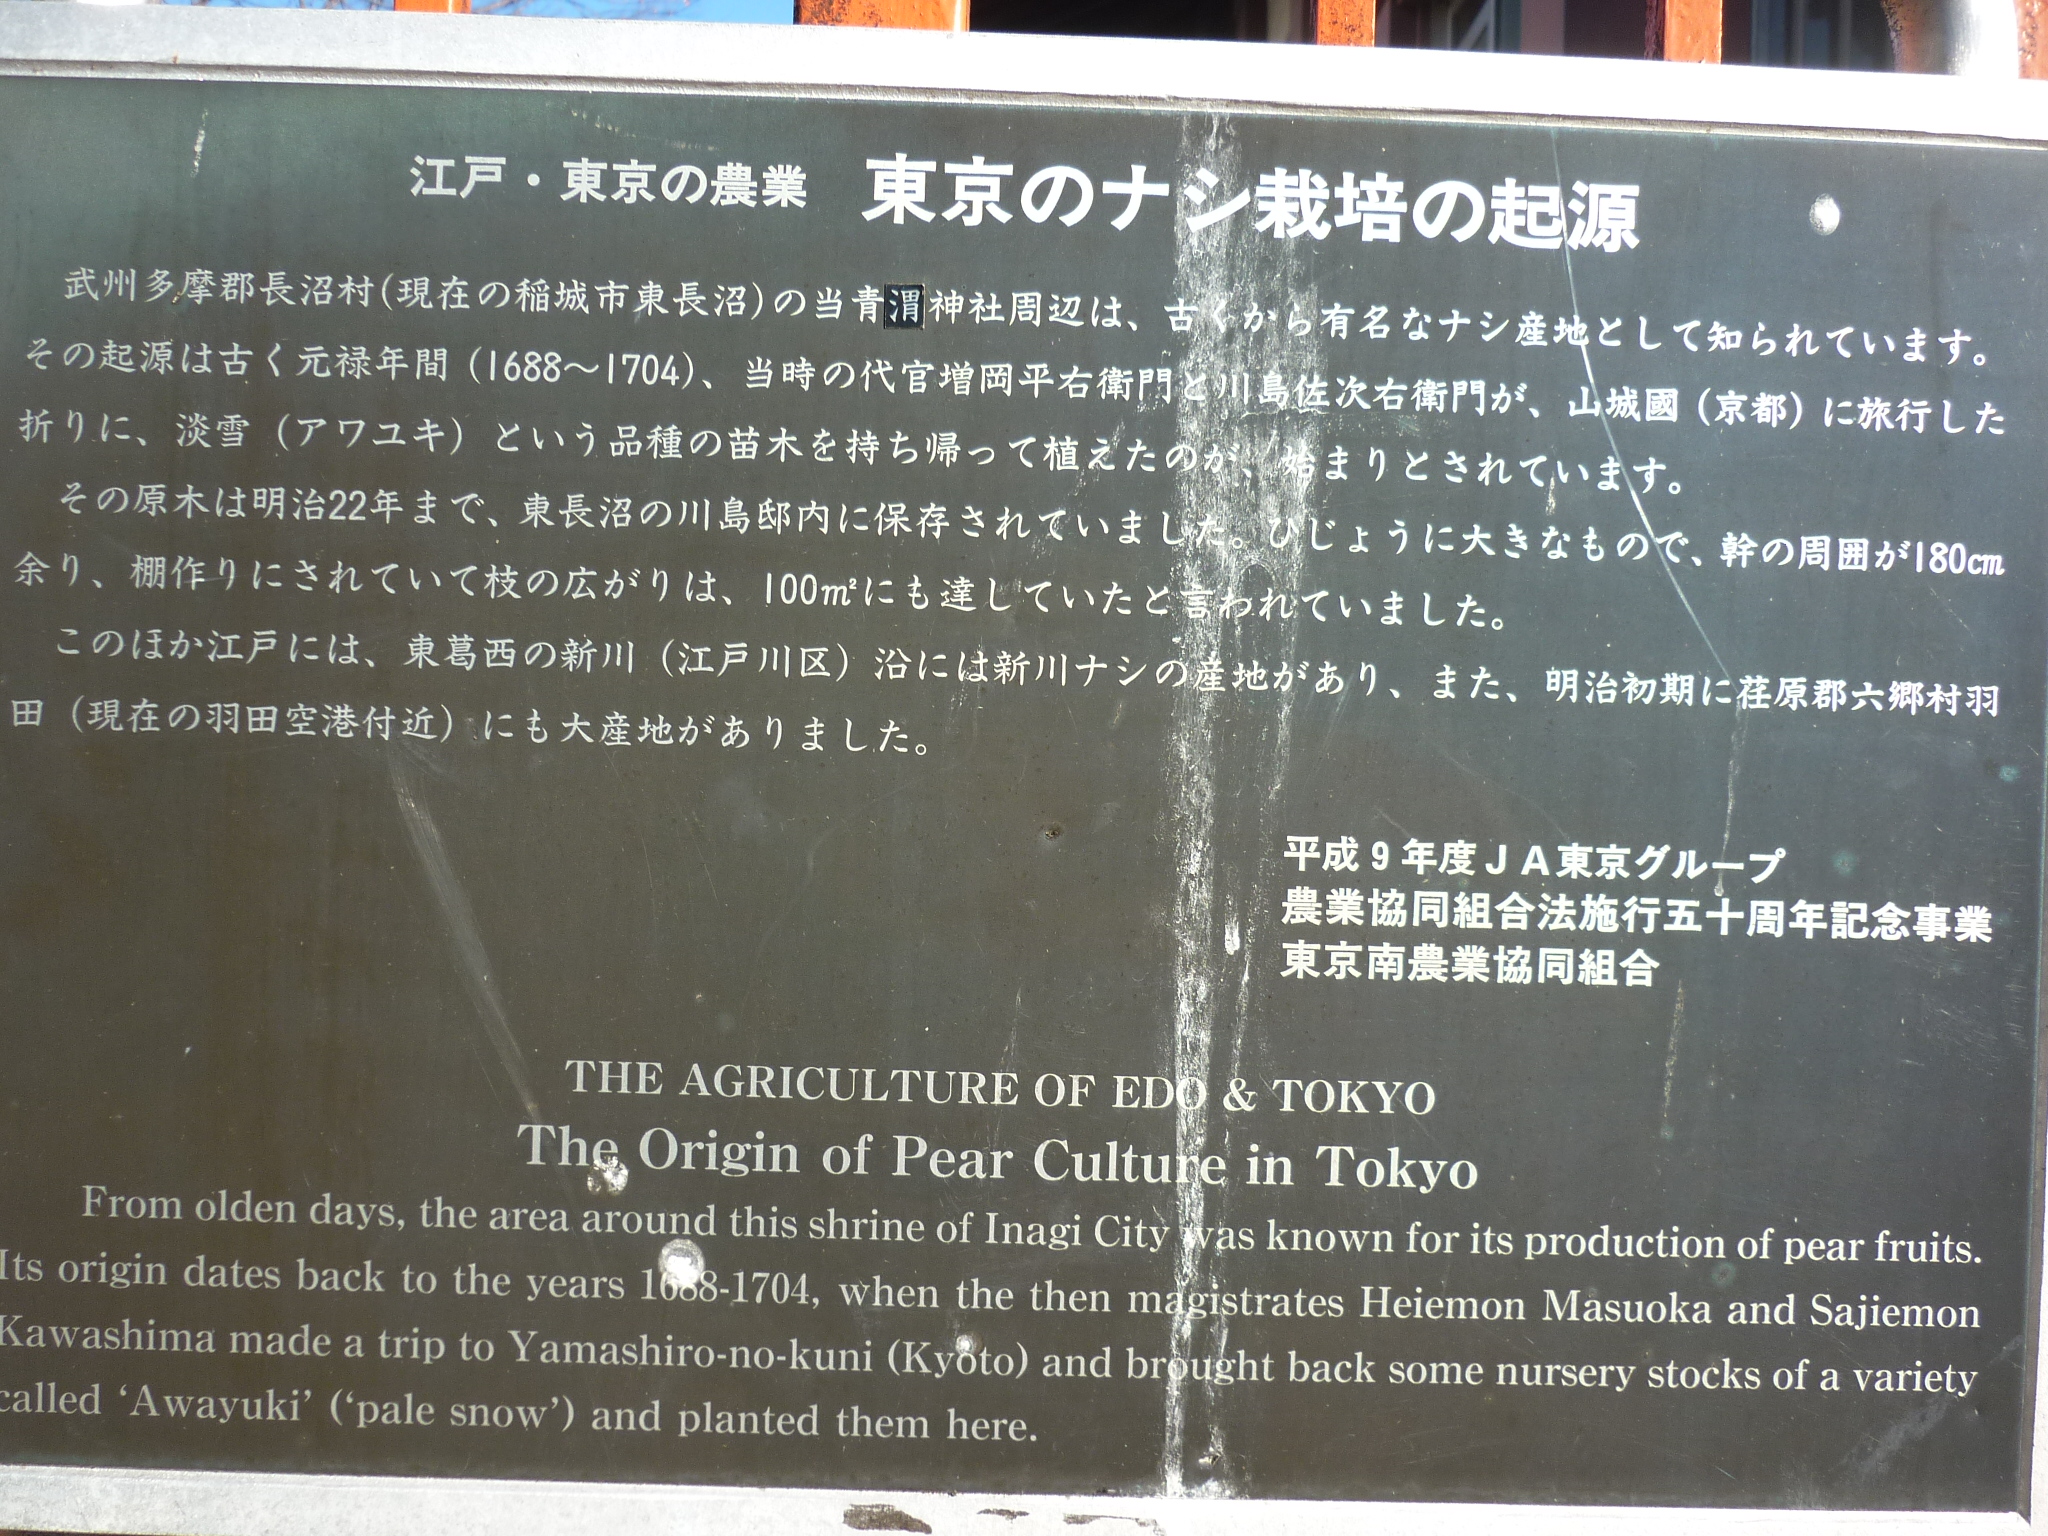 江戸・東京の農業　東京のナシ栽培の起源
武州多摩郡長沼村(現在の稲城市東長沼)の当青渭神社周辺は、古くから有名なナシ産地として知られています。
その起源は古く元禄年間（1688〜1704）、当時の代官増岡平右衛門と川島佐次右衛門が、山城國（京都）に旅行した
折りに、淡雪（アワユキ）という品種の苗木を持ち帰って植えたのが、始まりとされています。
その原木は明治22年まで、東長沼の川島邸内に保存されていました。ひじょうに大きなもので、幹の周囲が180㎝
余り、棚作りにされていて枝の広がりは、100㎡にも達していたと言われていました。
このほか江戸には、東葛西の新川（江戸川区）沿には新川ナシの産地があり、また、明治初期に荏原郡六郷村羽
田（現在の羽田空港付近）にも大産地がありました。
平成９年度ＪＡ東京グループ
農業協同組合法施行五十周年記念事業
東京南農業協同組合
THE AGRICULTURE OF EDO & TOKYO
The Origin of Pear Culture in Tokyo
From olden days, the area around this shrine of Inagi City was known for its production of pear fruits.
Its origin dates back to the years 1688-1704, when the then magistrates Heiemon Masuoka and Sajiemon
Kawashima made a trip to Yamashiro-no-kuni (Kyoto) and brought back some nursery stocks of a variety
called ‘Awayuki’ (‘pale snow’) and planted them here.